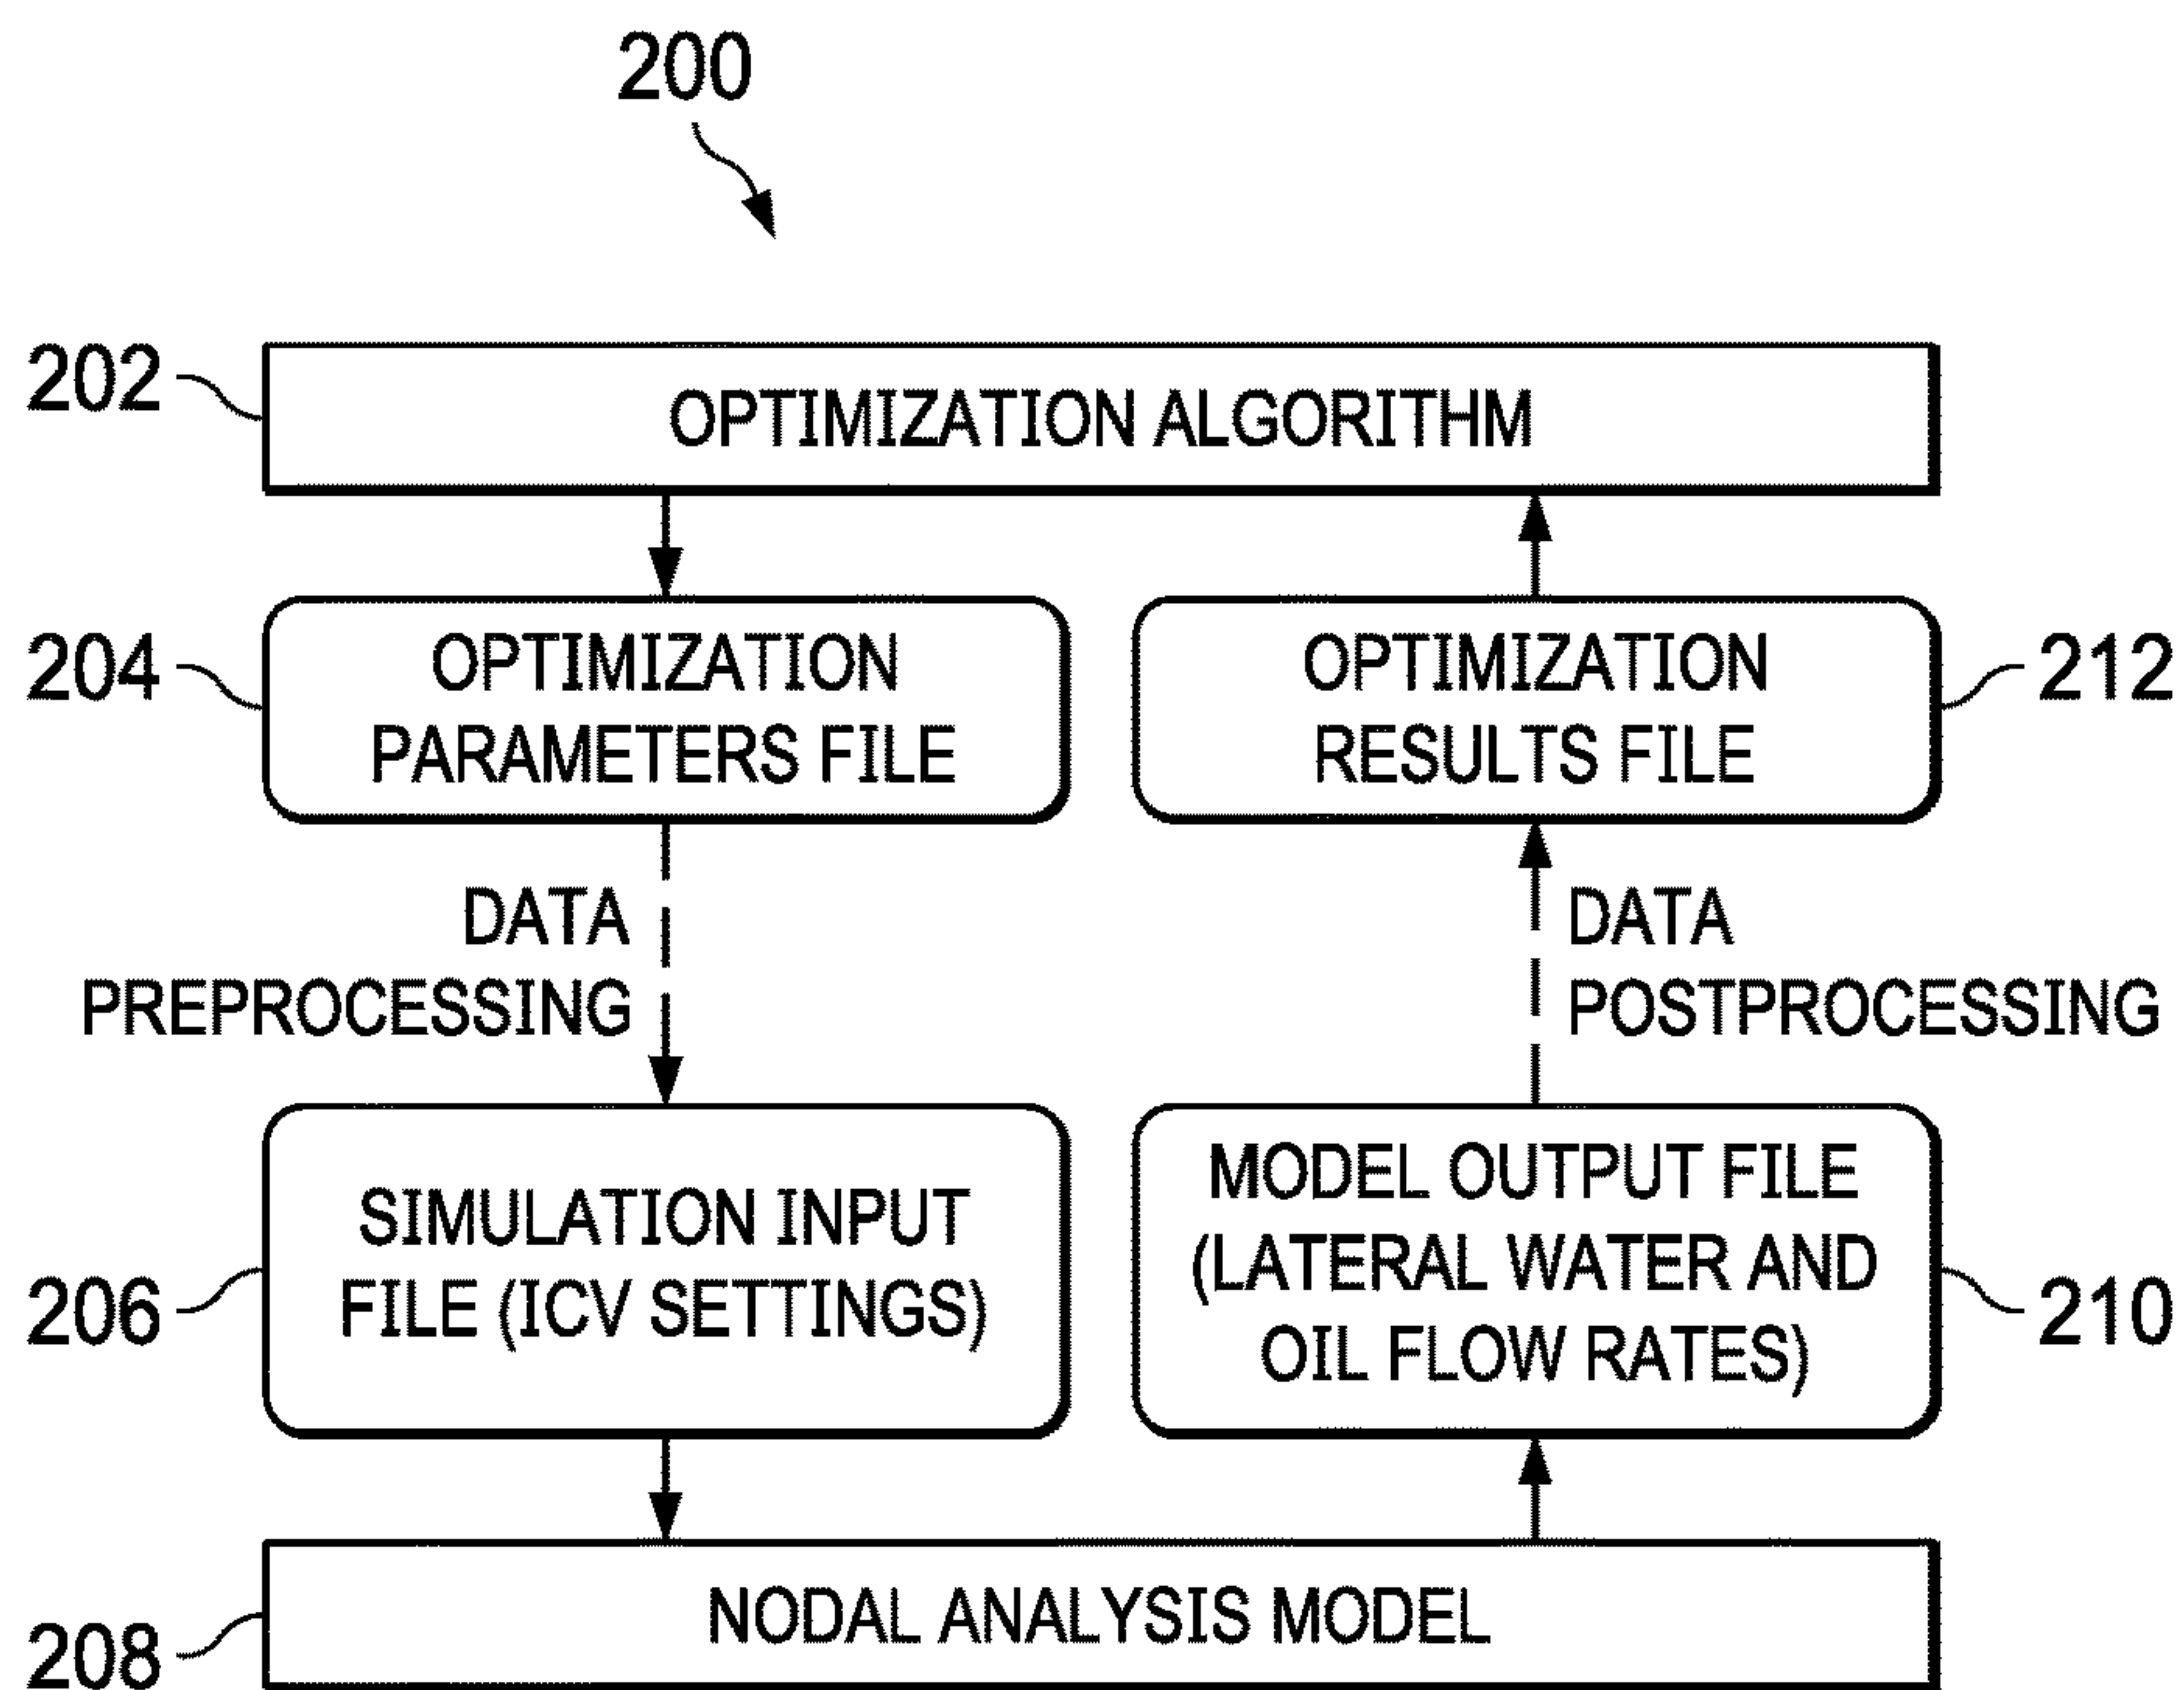 200
202
OPTIMIZATION ALGORITHM
204
OPTIMIZATION
PARAMETERS FILE
OPTIMIZATION
RESULTS FILE
212
DATA
PREPROCESSING
DATA
POSTPROCESSING
206
SIMULATION INPUT
FILE (ICV SETTINGS)
MODEL OUTPUT FILE
(LATERAL WATER AND
OIL FLOW RATES)
210
208
NODAL ANALYSIS MODEL